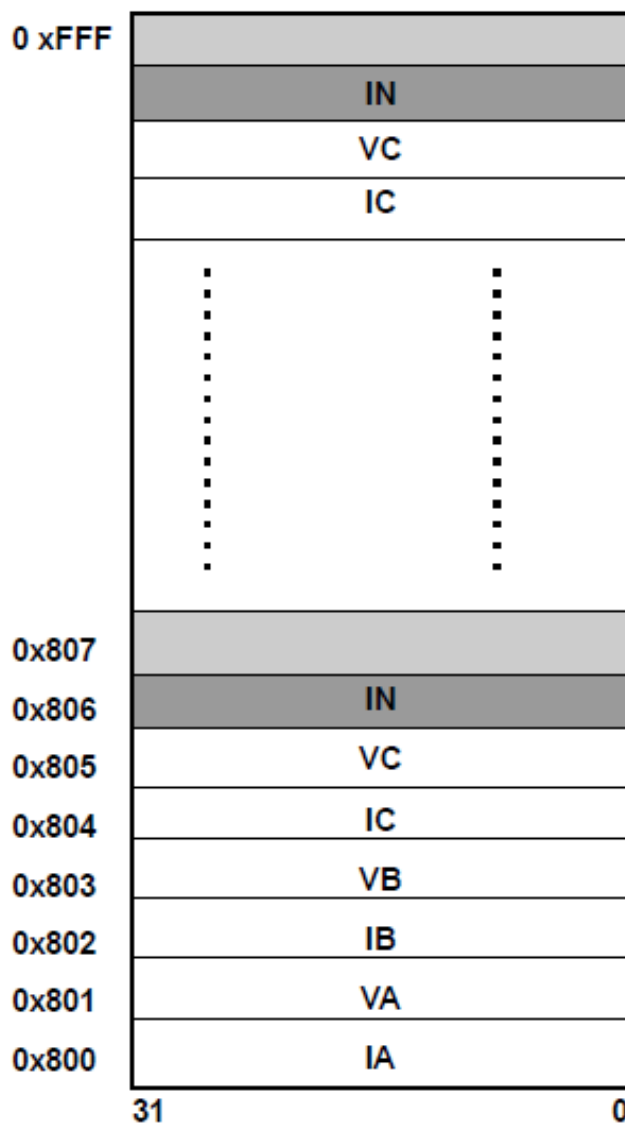 0 xFFF
IN
VC
IC
0x807
0x806 IN
0x805 VC
0x804 IC
0x803 VB
0x802 IB
0x801 VA
0x800 IA
31 0